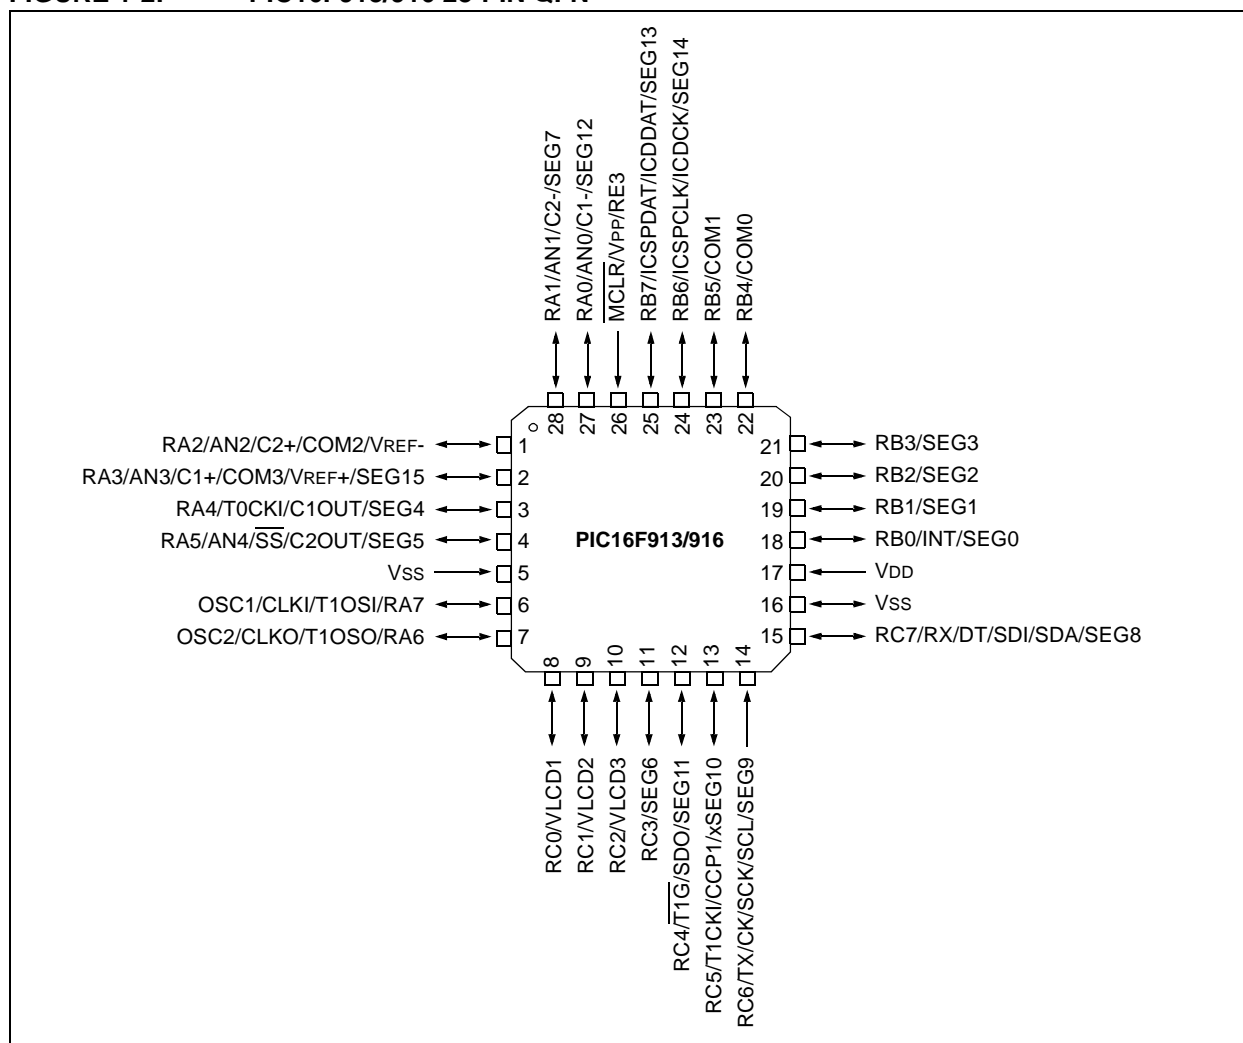 RA1/AN1/C2-/SEG7
RA0/AN0/C1-/SEG12
MCLR/VPP/RE3
RB7/ICSPDAT/ICDDAT/SEG13
RB6/ICSPCLK/ICDCK/SEG14
RB5/COM1
RB4/COM0
28
27
26
25
24
23
22
RA2/AN2/C2+/COM2/VREF- 1
RA3/AN3/C1+/COM3/VREF+/SEG15 2
RA4/T0CKI/C1OUT/SEG4 3
RA5/AN4/SS/C2OUT/SEG5 4
VSS 5
OSC1/CLKI/T1OSI/RA7 6
OSC2/CLKO/T1OSO/RA6 7
PIC16F913/916
21 RB3/SEG3
20 RB2/SEG2
19 RB1/SEG1
18 RB0/INT/SEG0
17 VDD
16 VSS
15 RC7/RX/DT/SDI/SDA/SEG8
8
9
10
11
12
13
14
RC0/VLCD1
RC1/VLCD2
RC2/VLCD3
RC3/SEG6
RC4/T1G/SDO/SEG11
RC5/T1CKI/CCP1/xSEG10
RC6/TX/CK/SCK/SCL/SEG9